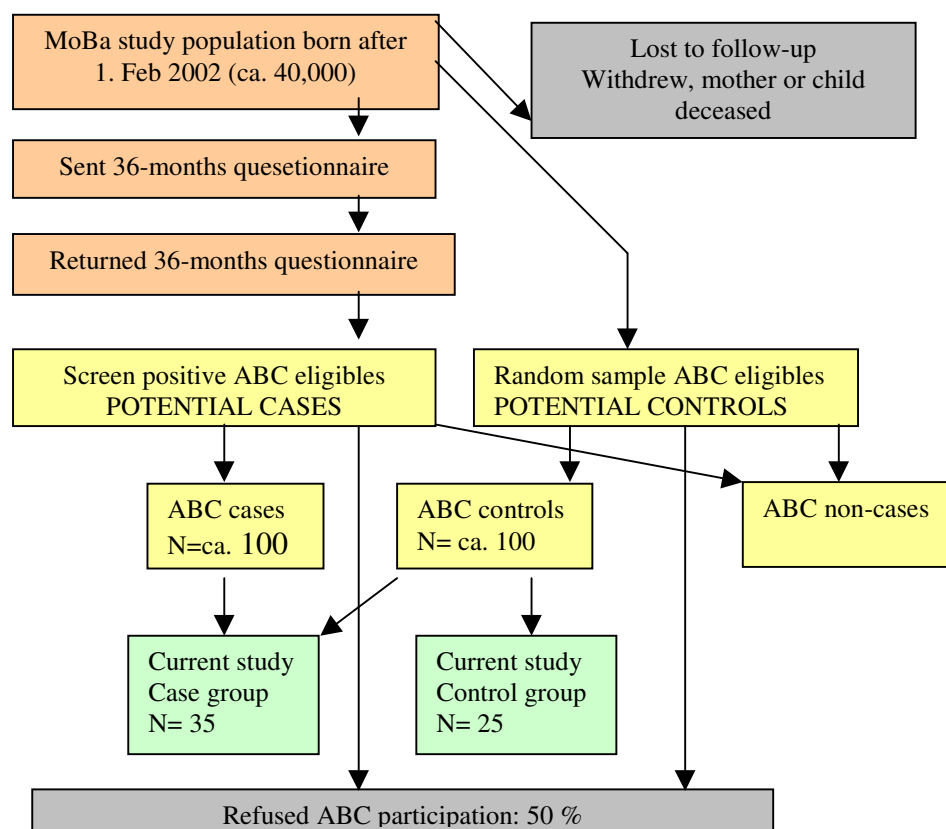 MoBa study population born after
1. Feb 2002 (ca. 40,000)
Lost to follow-up
Withdrew, mother or child
deceased
Sent 36-months quesetionnaire
Returned 36-months questionnaire
Screen positive ABC eligibles
POTENTIAL CASES
Random sample ABC eligibles
POTENTIAL CONTROLS
ABC cases
N=ca. 100
ABC controls
N= ca. 100
ABC non-cases
Current study
Case group
N= 35
Current study
Control group
N= 25
Refused ABC participation: 50 %